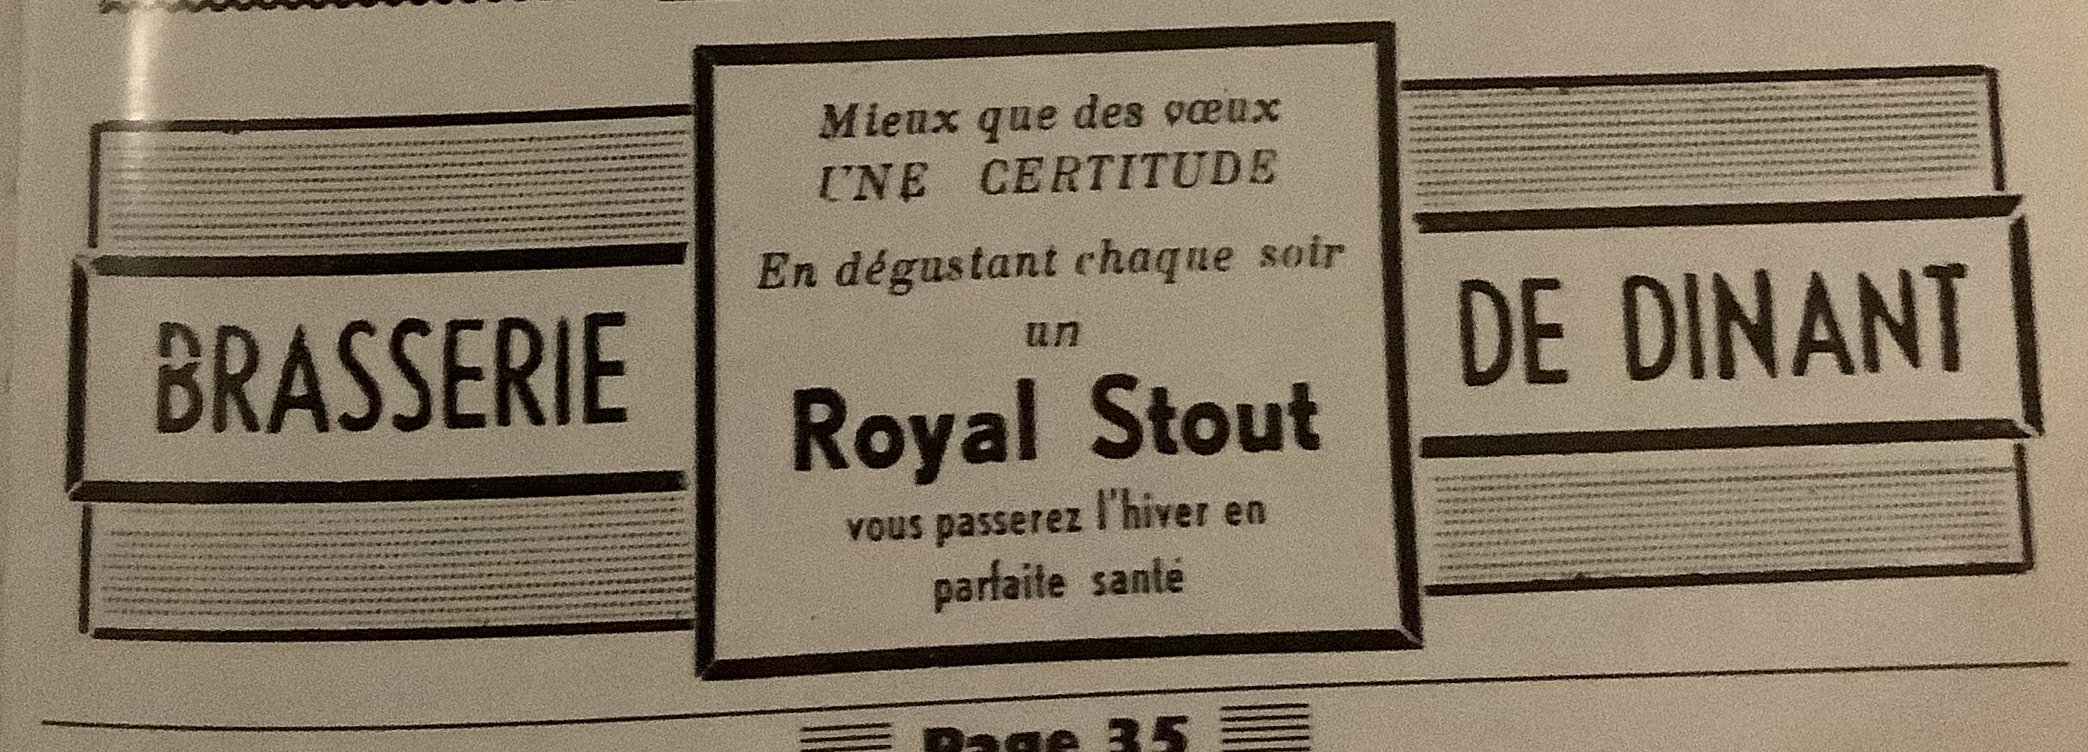 Mieux que des vœux
UNE CERTITUDE
En dégustant chaque soir
un
Royal Stout
vous passerez l'hiver en
parfaite santé
BRASSERIE
DE DINANT
Page 35